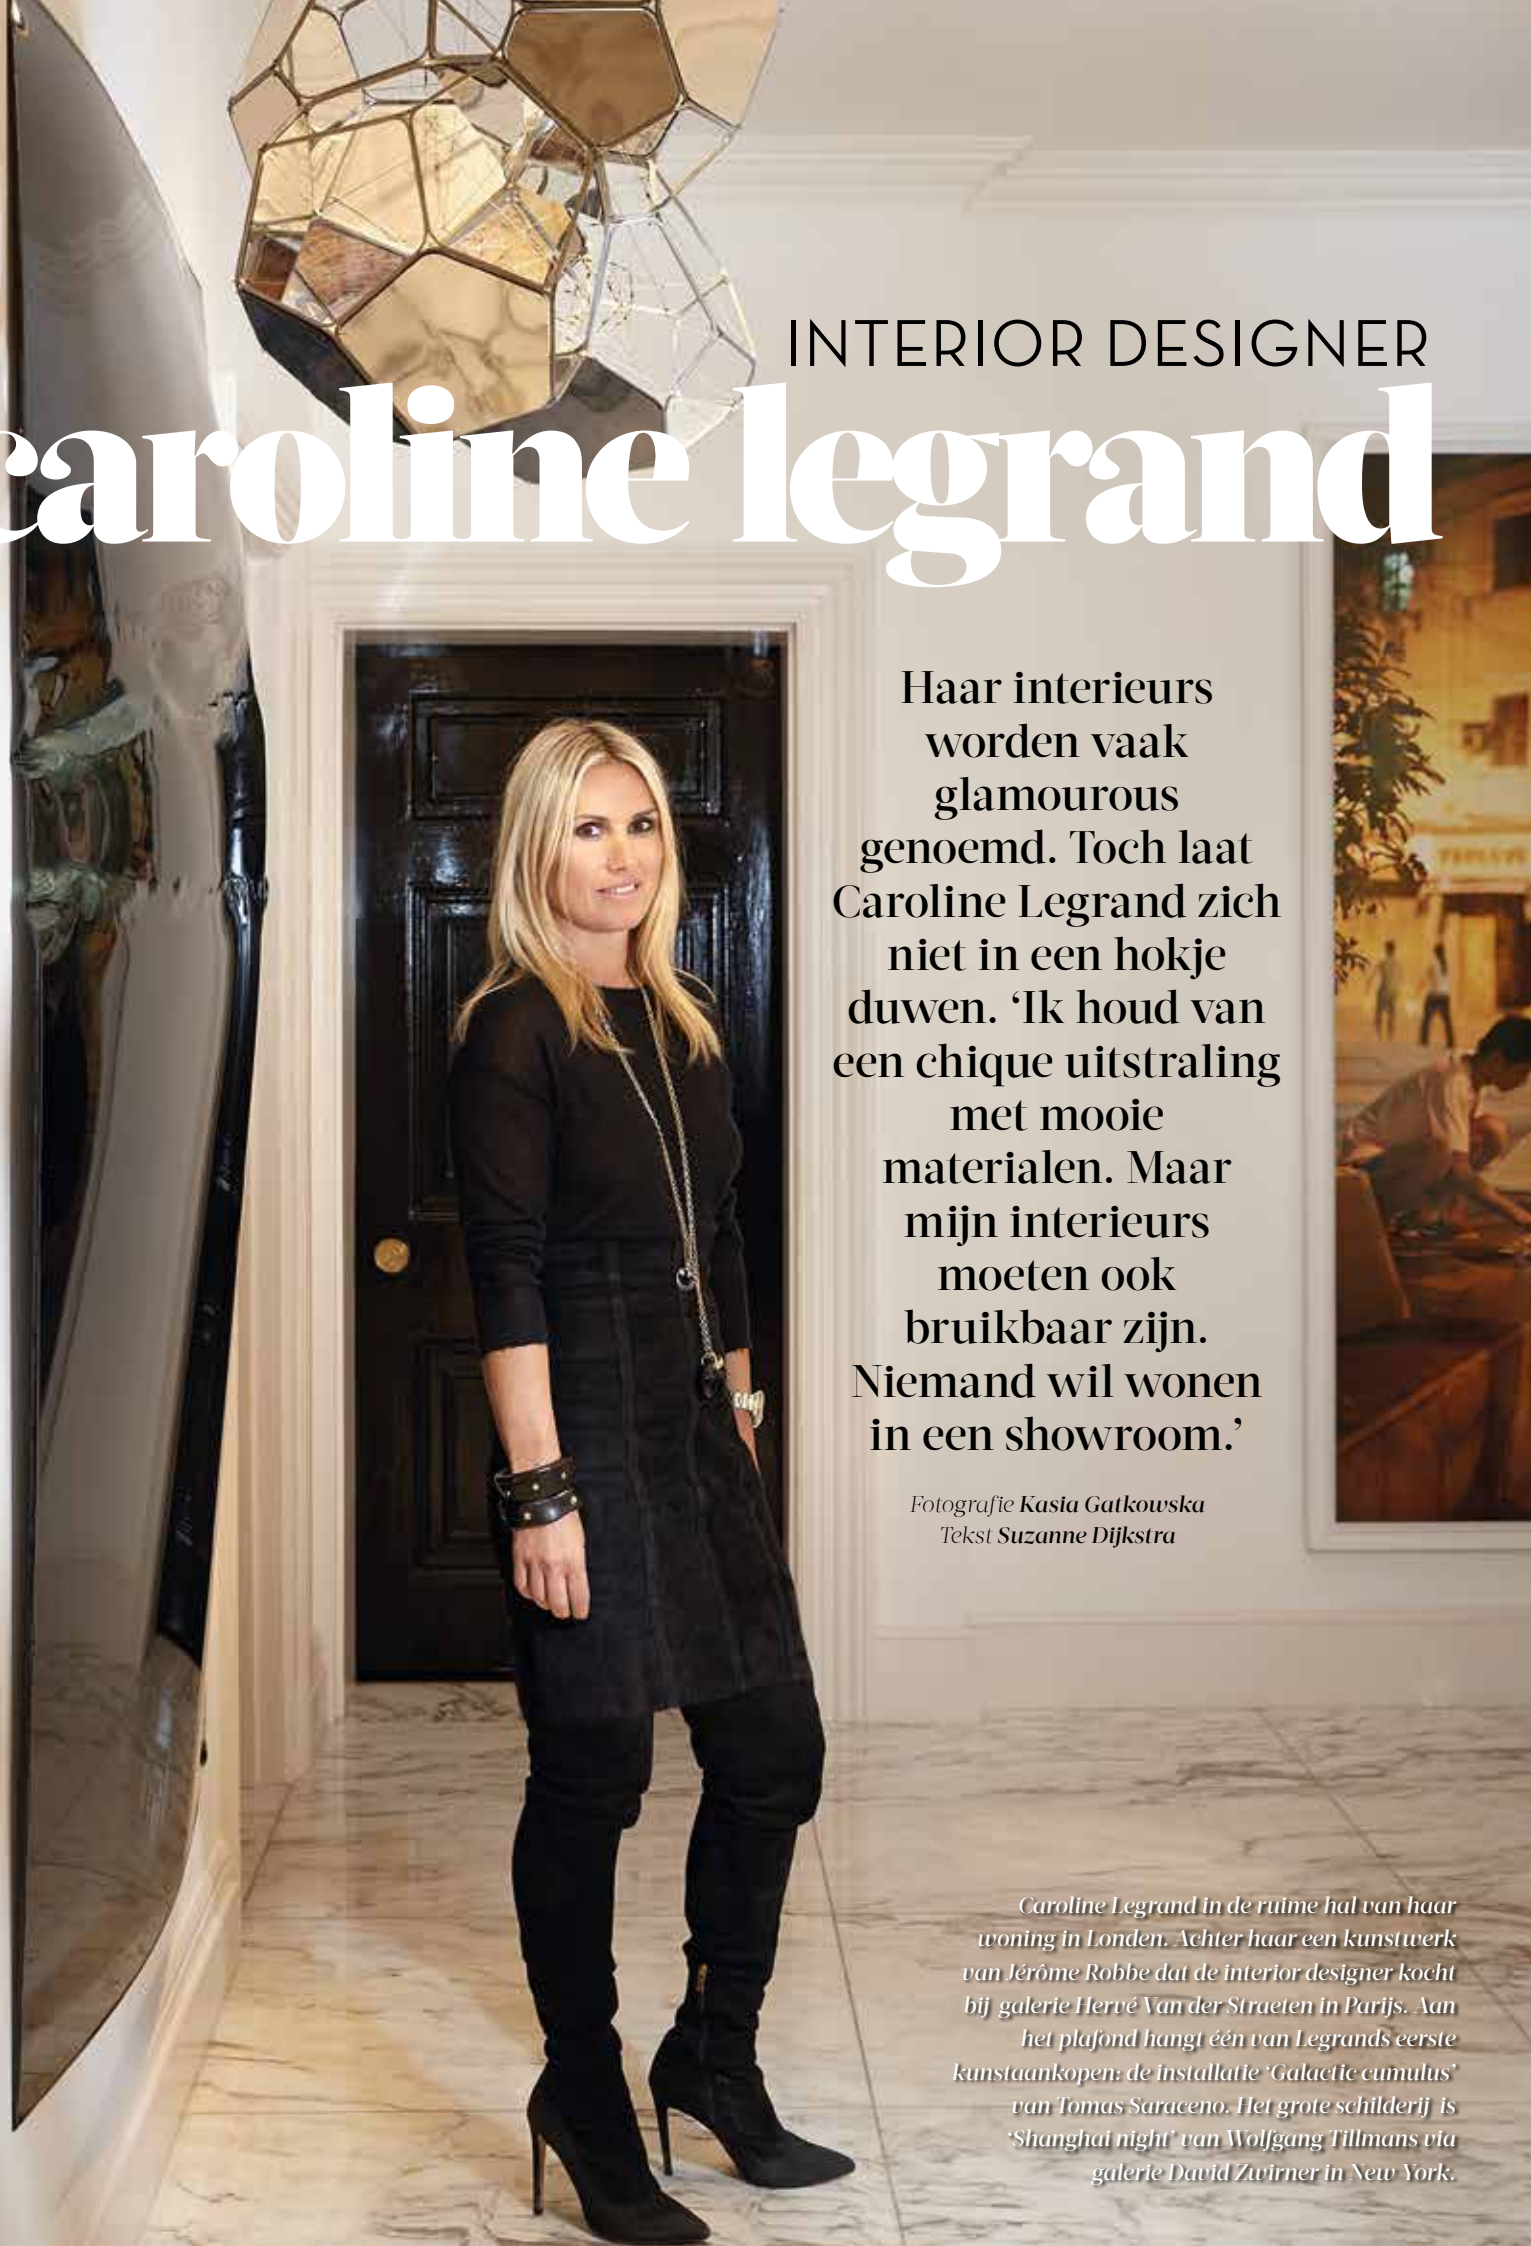 INTERIOR DESIGNER
caroline legrand
Haar interieurs
worden vaak
glamourous
genoemd. Toch laat
Caroline Legrand zich
niet in een hokje
duwen. ‘Ik houd van
een chique uitstraling
met mooie
materialen. Maar
mijn interieurs
moeten ook
bruikbaar zijn.
Niemand wil wonen
in een showroom.’
Fotografie Kasia Gatkowska
Tekst Suzanne Dijkstra
Caroline Legrand in de ruime hal van haar
woning in Londen. Achter haar een kunstwerk
van Jérôme Robbe dat de interior designer kocht
bij galerie Hervé Van der Straeten in Parijs. Aan
het plafond hangt één van Legrands eerste
kunstaankopen: de installatie ‘Galactic cumulus’
van Tomas Saraceno. Het grote schilderij is
‘Shanghai night’ van Wolfgang Tillmans via
galerie David Zwirner in New York.